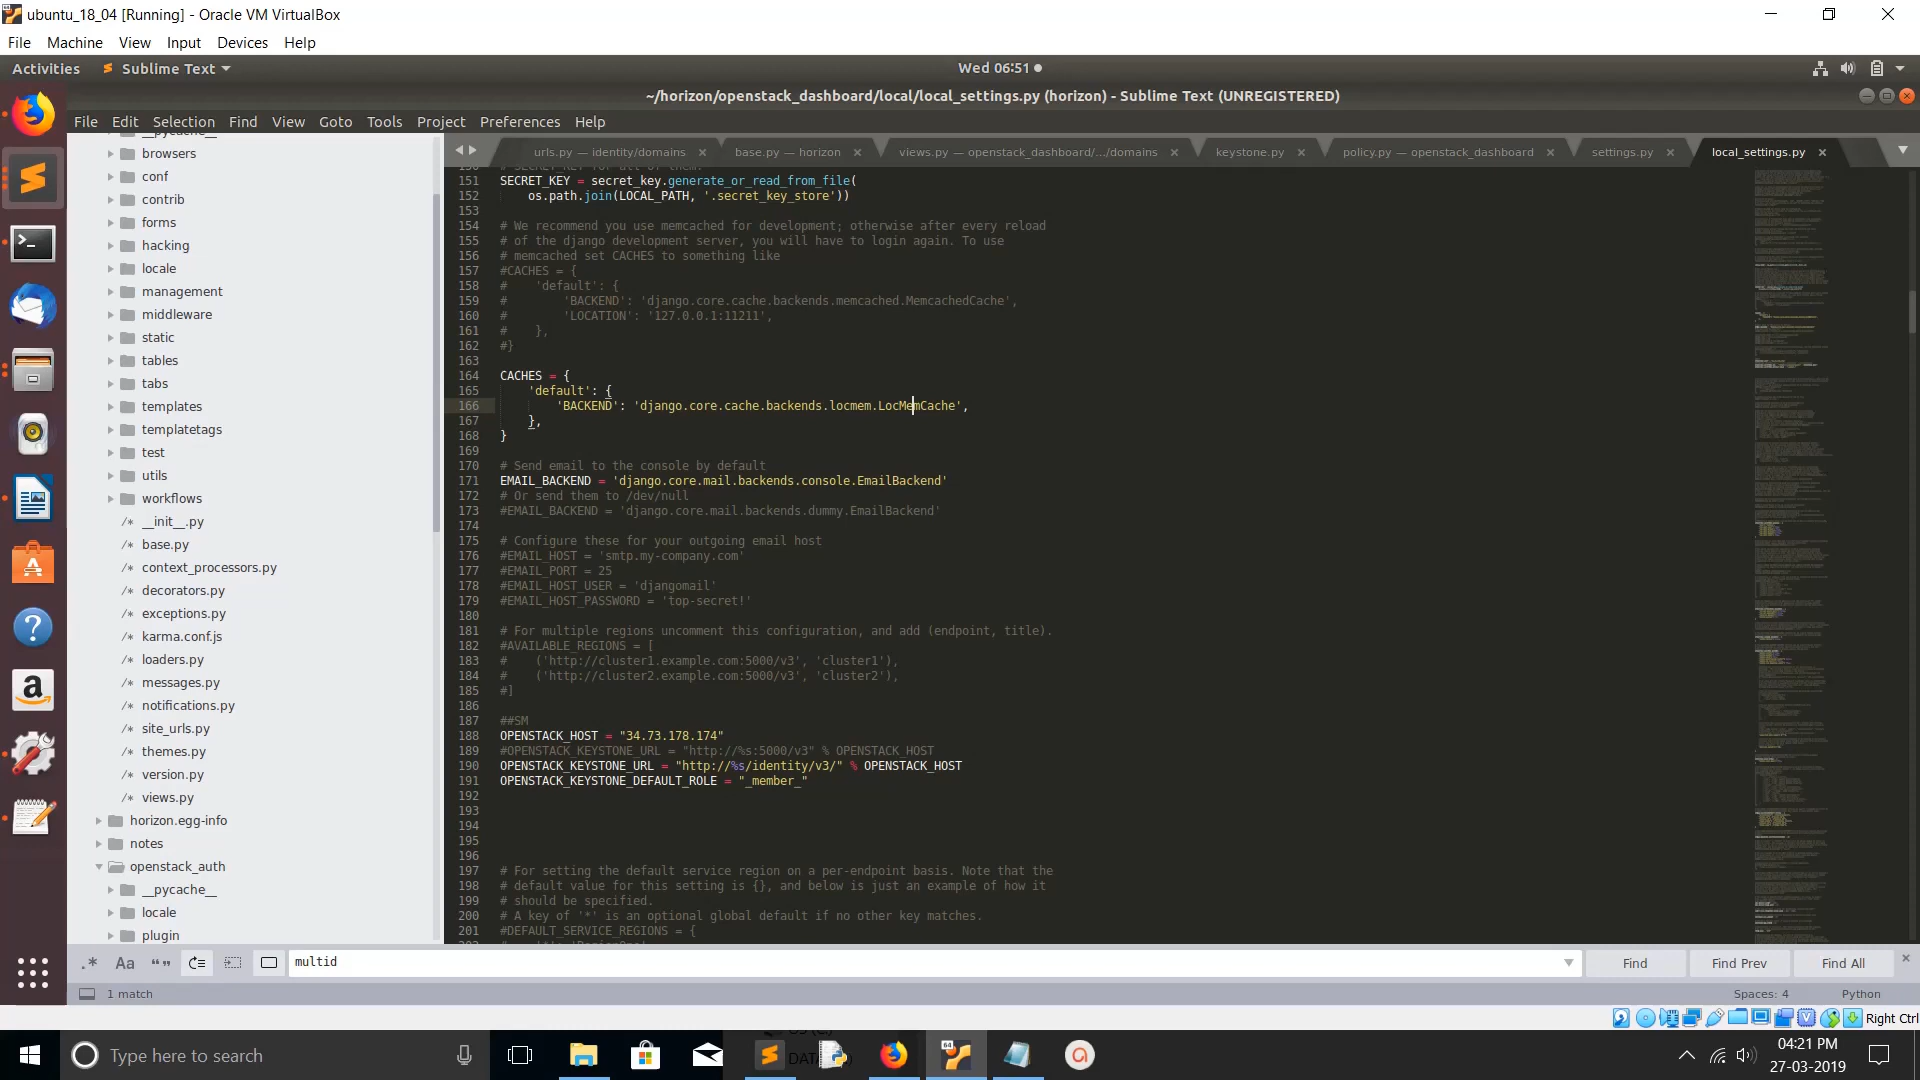 ubuntu_18_04 [Running] - Oracle VM VirtualBox
File Machine View Input Devices Help
Activities Sublime Text Wed 06:51
~/horizon/openstack_dashboard/local/local_settings.py (horizon) - Sublime Text (UNREGISTERED)
File Edit Selection Find View Goto Tools Project Preferences Help
urls.py — identity/domains base.py — horizon views.py — openstack_dashboard/.../domains keystone.py policy.py — openstack_dashboard settings.py local_settings.py
__pycache__
browsers
conf
contrib
forms
hacking
locale
management
middleware
static
tables
tabs
templates
templatetags
test
utils
workflows
/* __init__.py
/* base.py
/* context_processors.py
/* decorators.py
/* exceptions.py
/* karma.conf.js
/* loaders.py
/* messages.py
/* notifications.py
/* site_urls.py
/* themes.py
/* version.py
/* views.py
horizon.egg-info
notes
openstack_auth
__pycache__
locale
plugin
151 SECRET_KEY = secret_key.generate_or_read_from_file(
152 os.path.join(LOCAL_PATH, '.secret_key_store'))
153
154 # We recommend you use memcached for development; otherwise after every reload
155 # of the django development server, you will have to login again. To use
156 # memcached set CACHES to something like
157 #CACHES = {
158 # 'default': {
159 # 'BACKEND': 'django.core.cache.backends.memcached.MemcachedCache',
160 # 'LOCATION': '127.0.0.1:11211',
161 # },
162 #}
163
164 CACHES = {
165 'default': {
166 'BACKEND': 'django.core.cache.backends.locmem.LocMemCache',
167 },
168 }
169
170 # Send email to the console by default
171 EMAIL_BACKEND = 'django.core.mail.backends.console.EmailBackend'
172 # Or send them to /dev/null
173 #EMAIL_BACKEND = 'django.core.mail.backends.dummy.EmailBackend'
174
175 # Configure these for your outgoing email host
176 #EMAIL_HOST = 'smtp.my-company.com'
177 #EMAIL_PORT = 25
178 #EMAIL_HOST_USER = 'djangomail'
179 #EMAIL_HOST_PASSWORD = 'top-secret!'
180
181 # For multiple regions uncomment this configuration, and add (endpoint, title).
182 #AVAILABLE_REGIONS = [
183 # ('http://cluster1.example.com:5000/v3', 'cluster1'),
184 # ('http://cluster2.example.com:5000/v3', 'cluster2'),
185 #]
186
187 ##SM
188 OPENSTACK_HOST = "34.73.178.174"
189 #OPENSTACK_KEYSTONE_URL = "http://%s:5000/v3" % OPENSTACK_HOST
190 OPENSTACK_KEYSTONE_URL = "http://%s/identity/v3/" % OPENSTACK_HOST
191 OPENSTACK_KEYSTONE_DEFAULT_ROLE = "_member_"
192
193
194
195
196
197 # For setting the default service region on a per-endpoint basis. Note that the
198 # default value for this setting is {}, and below is just an example of how it
199 # should be specified.
200 # A key of '*' is an optional global default if no other key matches.
201 #DEFAULT_SERVICE_REGIONS = {
.* Aa “” multid Find Find Prev Find All
1 match Spaces: 4 Python
Right Ctrl
Type here to search 04:21 PM
27-03-2019